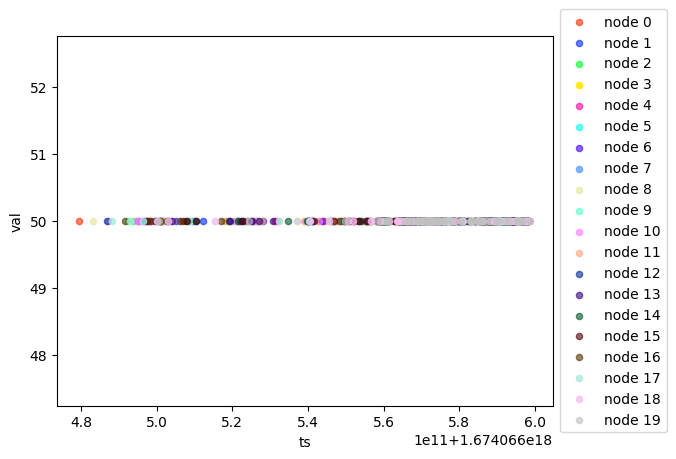 52
51
50
49
48
val
4.8 5.0 5.2 5.4 5.6 5.8 6.0
ts
1e11+1.674066e18
node 0
node 1
node 2
node 3
node 4
node 5
node 6
node 7
node 8
node 9
node 10
node 11
node 12
node 13
node 14
node 15
node 16
node 17
node 18
node 19